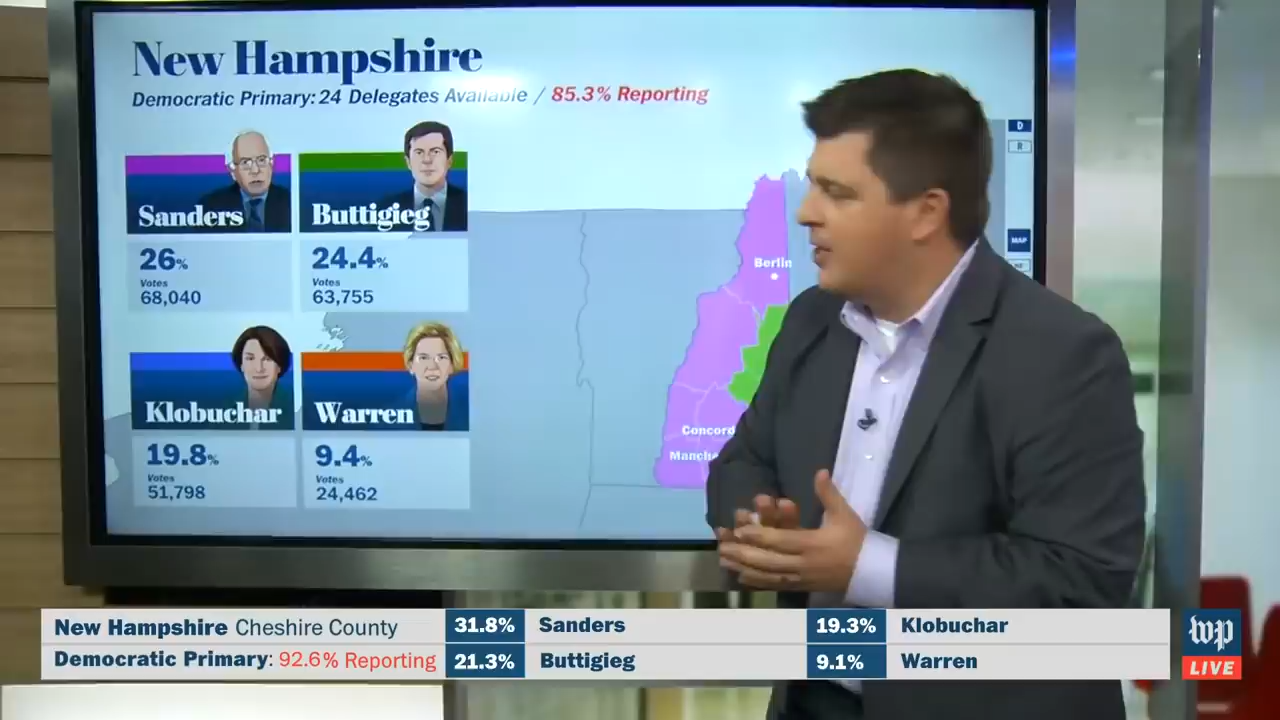 New Hampshire
Democratic Primary: 24 Delegates Available / 85.3% Reporting
D
R
Sanders
Buttigieg
26%
24.4%
Votes
Votes
68,040
63,755
MAP
Berlin
Klobuchar
Warren
19.8%
9.4%
Votes
Votes
51,798
24,462
Concord
Manche
New Hampshire Cheshire County
31.8% Sanders
19.3% Klobuchar
Democratic Primary: 92.6% Reporting
21.3% Buttigieg
9.1% Warren
wp
LIVE